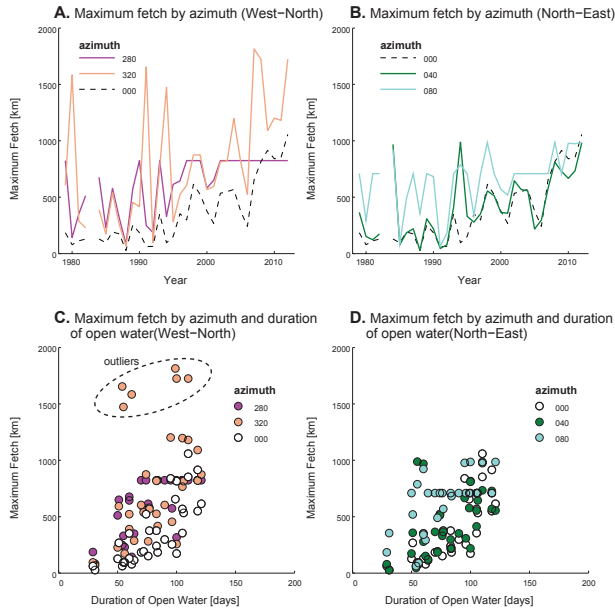 A. Maximum fetch by azimuth (West−North)
2000
1500
1000
500
0
Maximum Fetch [km]
azimuth
280
320
000
1980
1990
2000
2010
Year
B. Maximum fetch by azimuth (North−East)
2000
1500
1000
500
0
Maximum Fetch [km]
azimuth
000
040
080
1980
1990
2000
2010
Year
C. Maximum fetch by azimuth and duration
of open water(West−North)
2000
1500
1000
500
0
Maximum Fetch [km]
outliers
azimuth
280
320
000
0
50
100
150
200
Duration of Open Water [days]
D. Maximum fetch by azimuth and duration
of open water(North−East)
2000
1500
1000
500
0
Maximum Fetch [km]
azimuth
000
040
080
0
50
100
150
200
Duration of Open Water [days]